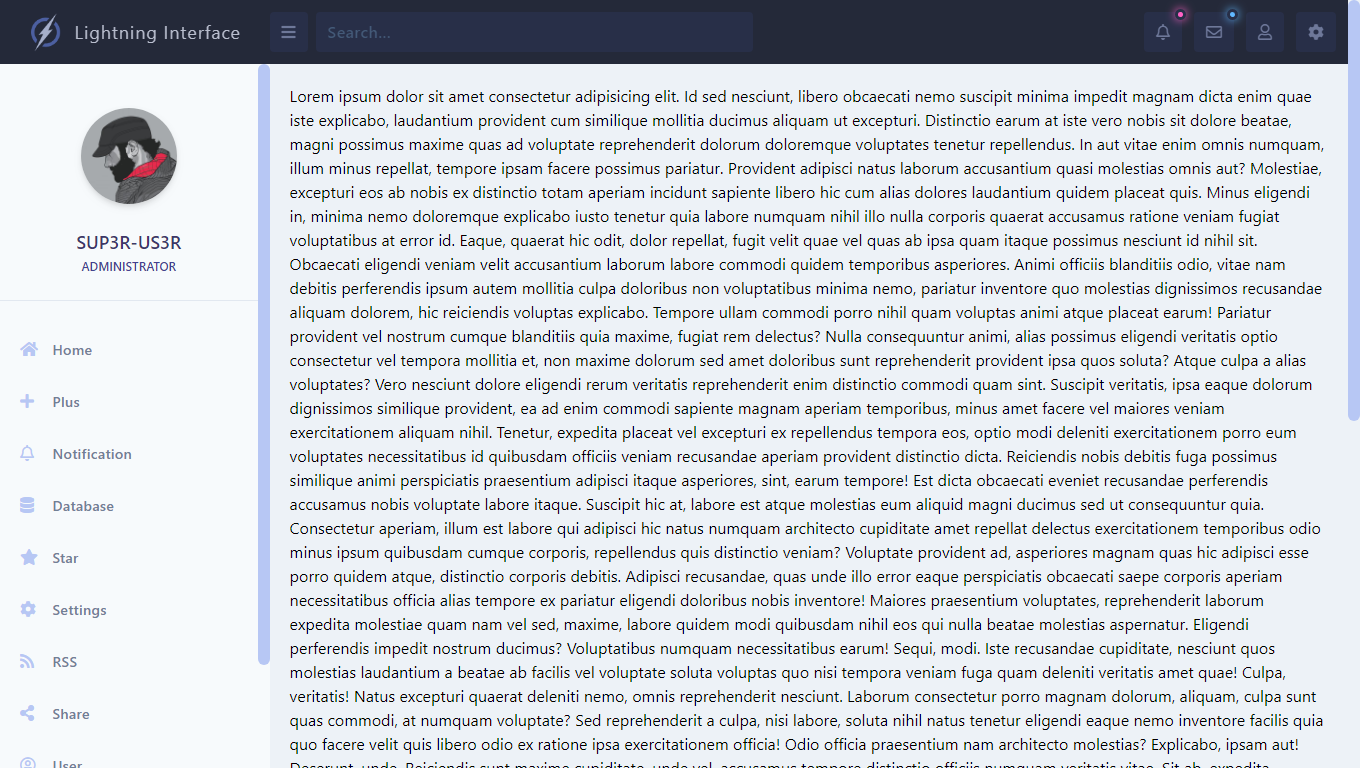 Lightning Interface
Search...
SUP3R-US3R
ADMINISTRATOR
Home
Plus
Notification
Database
Star
Settings
RSS
Share
User
Lorem ipsum dolor sit amet consectetur adipisicing elit. Id sed nesciunt, libero obcaecati nemo suscipit minima impedit magnam dicta enim quae
iste explicabo, laudantium provident cum similique mollitia ducimus aliquam ut excepturi. Distinctio earum at iste vero nobis sit dolore beatae,
magni possimus maxime quas ad voluptate reprehenderit dolorum doloremque voluptates tenetur repellendus. In aut vitae enim omnis numquam,
illum minus repellat, tempore ipsam facere possimus pariatur. Provident adipisci natus laborum accusantium quasi molestias omnis aut? Molestiae,
excepturi eos ab nobis ex distinctio totam aperiam incidunt sapiente libero hic cum alias dolores laudantium quidem placeat quis. Minus eligendi
in, minima nemo doloremque explicabo iusto tenetur quia labore numquam nihil illo nulla corporis quaerat accusamus ratione veniam fugiat
voluptatibus at error id. Eaque, quaerat hic odit, dolor repellat, fugit velit quae vel quas ab ipsa quam itaque possimus nesciunt id nihil sit.
Obcaecati eligendi veniam velit accusantium laborum labore commodi quidem temporibus asperiores. Animi officiis blanditiis odio, vitae nam
debitis perferendis ipsum autem mollitia culpa doloribus non voluptatibus minima nemo, pariatur inventore quo molestias dignissimos recusandae
aliquam dolorem, hic reiciendis voluptas explicabo. Tempore ullam commodi porro nihil quam voluptas animi atque placeat earum! Pariatur
provident vel nostrum cumque blanditiis quia maxime, fugiat rem delectus? Nulla consequuntur animi, alias possimus eligendi veritatis optio
consectetur vel tempora mollitia et, non maxime dolorum sed amet doloribus sunt reprehenderit provident ipsa quos soluta? Atque culpa a alias
voluptates? Vero nesciunt dolore eligendi rerum veritatis reprehenderit enim distinctio commodi quam sint. Suscipit veritatis, ipsa eaque dolorum
dignissimos similique provident, ea ad enim commodi sapiente magnam aperiam temporibus, minus amet facere vel maiores veniam
exercitationem aliquam nihil. Tenetur, expedita placeat vel excepturi ex repellendus tempora eos, optio modi deleniti exercitationem porro eum
voluptates necessitatibus id quibusdam officiis veniam recusandae aperiam provident distinctio dicta. Reiciendis nobis debitis fuga possimus
similique animi perspiciatis praesentium adipisci itaque asperiores, sint, earum tempore! Est dicta obcaecati eveniet recusandae perferendis
accusamus nobis voluptate labore itaque. Suscipit hic at, labore est atque molestias eum aliquid magni ducimus sed ut consequuntur quia.
Consectetur aperiam, illum est labore qui adipisci hic natus numquam architecto cupiditate amet repellat delectus exercitationem temporibus odio
minus ipsum quibusdam cumque corporis, repellendus quis distinctio veniam? Voluptate provident ad, asperiores magnam quas hic adipisci esse
porro quidem atque, distinctio corporis debitis. Adipisci recusandae, quas unde illo error eaque perspiciatis obcaecati saepe corporis aperiam
necessitatibus officia alias tempore ex pariatur eligendi doloribus nobis inventore! Maiores praesentium voluptates, reprehenderit laborum
expedita molestiae quam nam vel sed, maxime, labore quidem modi quibusdam nihil eos qui nulla beatae molestias aspernatur. Eligendi
perferendis impedit nostrum ducimus? Voluptatibus numquam necessitatibus earum! Sequi, modi. Iste recusandae cupiditate, nesciunt quos
molestias laudantium a beatae ab facilis vel voluptate soluta voluptas quo nisi tempora veniam fuga quam deleniti veritatis amet quae! Culpa,
veritatis! Natus excepturi quaerat deleniti nemo, omnis reprehenderit nesciunt. Laborum consectetur porro magnam dolorum, aliquam, culpa sunt
quas commodi, at numquam voluptate? Sed reprehenderit a culpa, nisi labore, soluta nihil natus tenetur eligendi eaque nemo inventore facilis quia
quo facere velit quis libero odio ex ratione ipsa exercitationem officia! Odio officia praesentium nam architecto molestias? Explicabo, ipsam aut!
Deserunt, unde. Reiciendis sunt maxime cupiditate, unde vel, accusamus tempore distinctio officiis numquam veritatis vitae. Sit ab, expedita